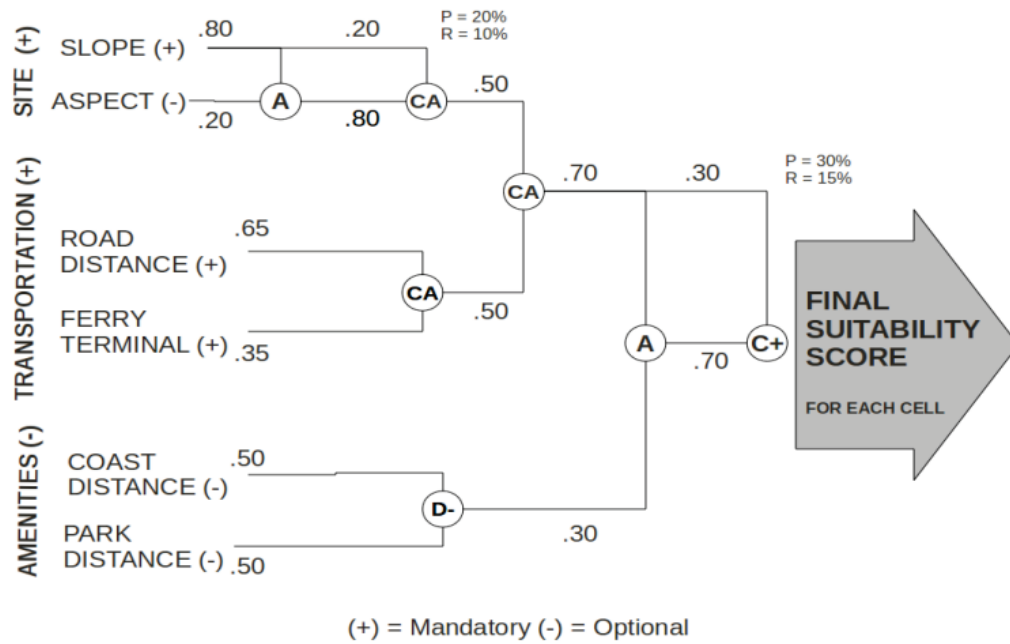 SITE (+)
.80
.20
P = 20%
R = 10%
SLOPE (+)
A
CA
.50
ASPECT (-)
.20
.80
TRANSPORTATION (+)
CA
.70
.30
P = 30%
R = 15%
.65
ROAD
DISTANCE (+)
CA
.50
FERRY
TERMINAL (+)
.35
A
.70
C+
FINAL
SUITABILITY
SCORE
FOR EACH CELL
AMENITIES (-)
COAST
DISTANCE (-)
.50
D-
.30
PARK
DISTANCE (-)
.50
(+) = Mandatory (-) = Optional